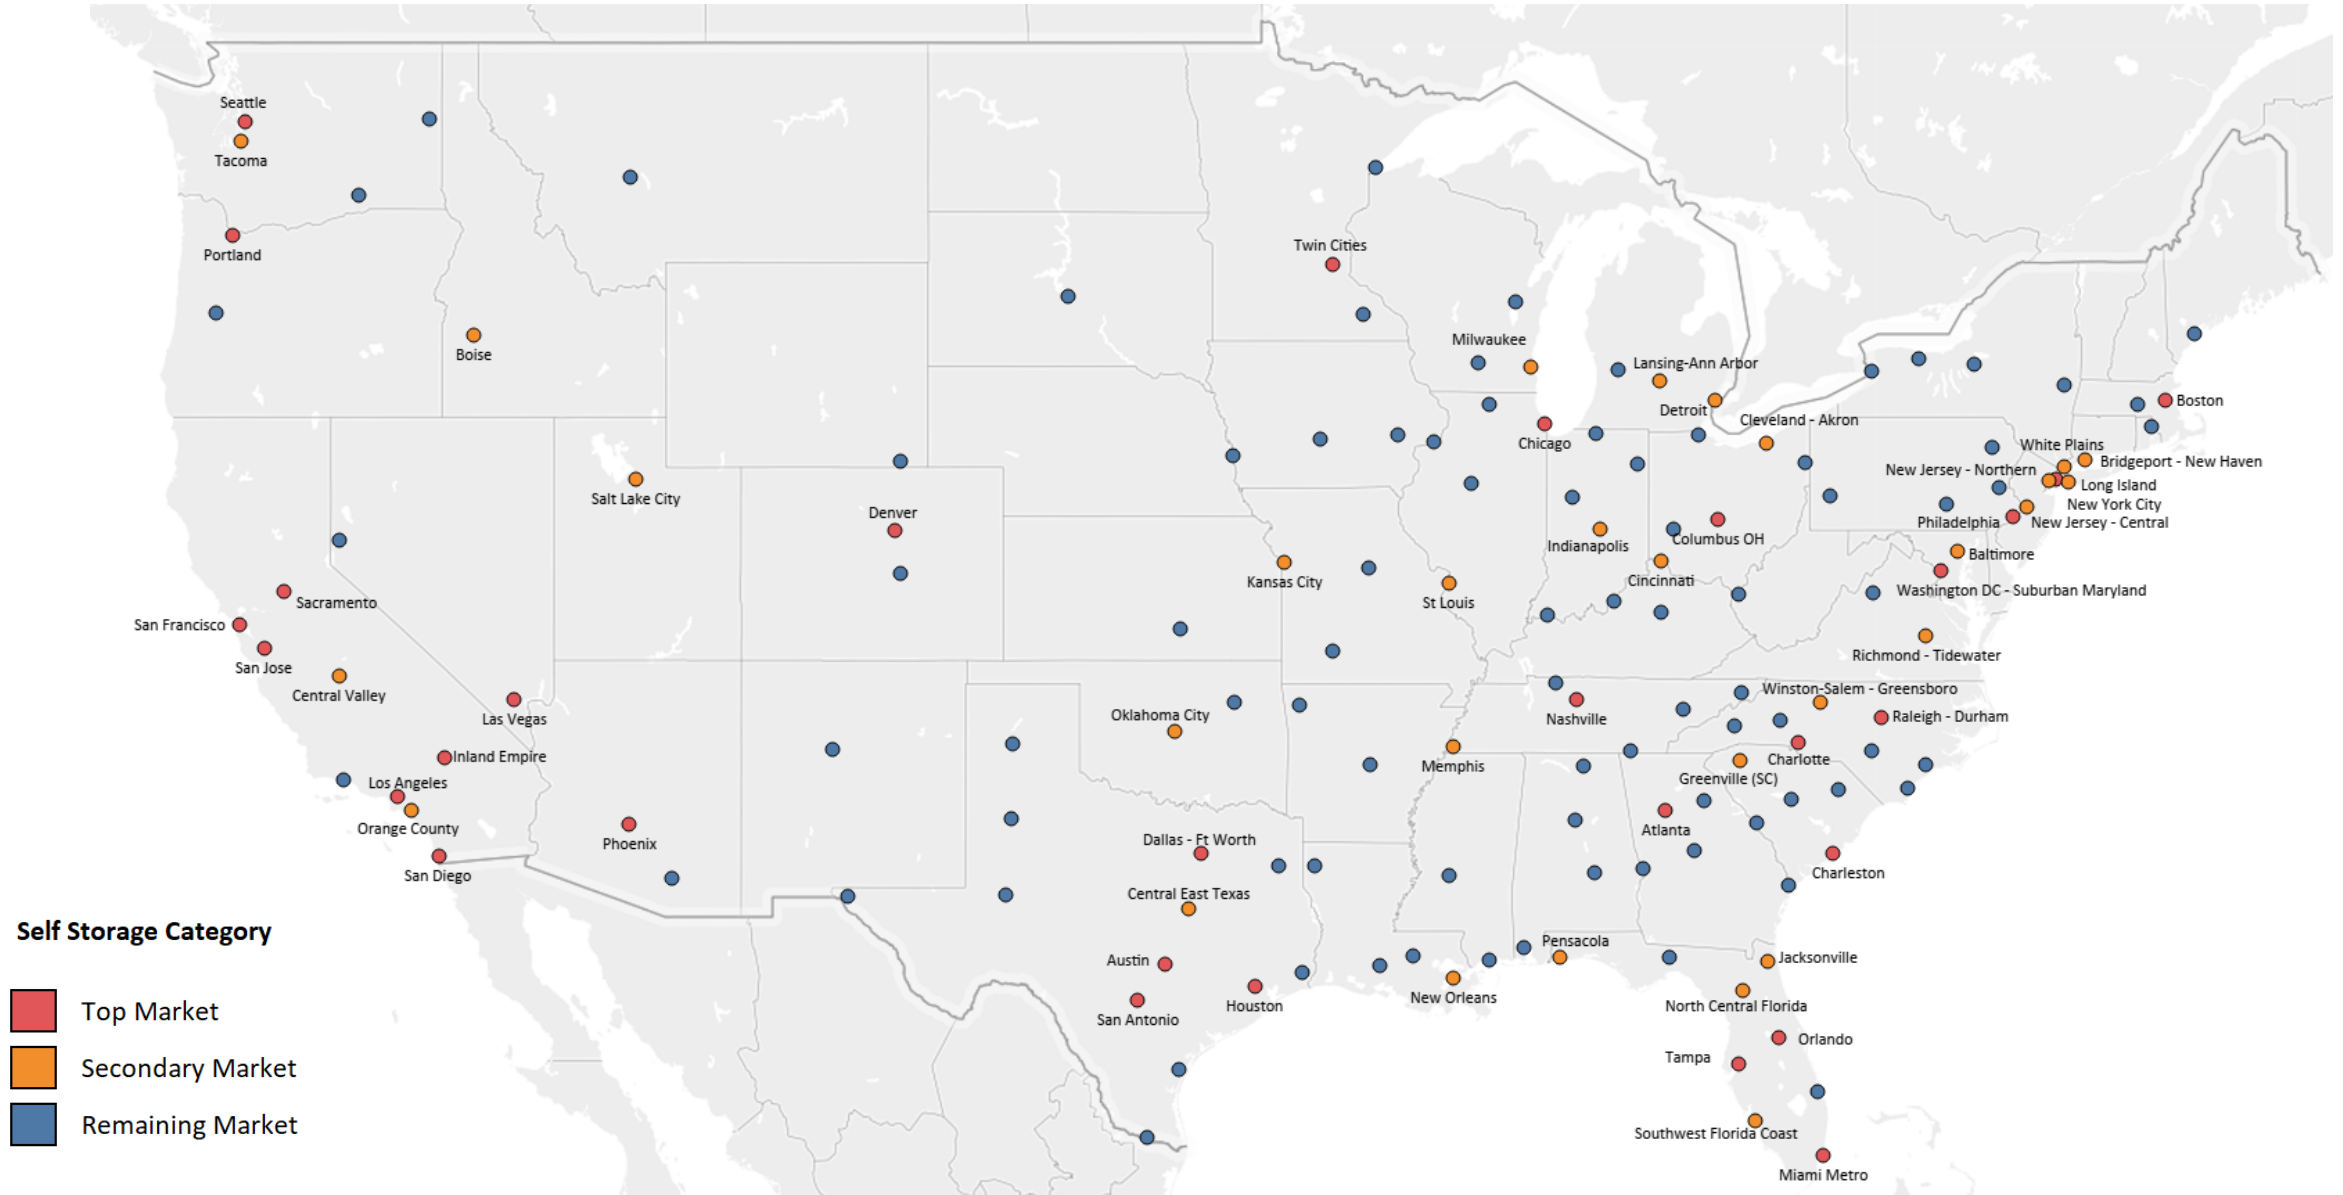 Seattle
Tacoma
Portland
Twin Cities
Boise
Milwaukee
Lansing-Ann Arbor
Detroit
Boston
Cleveland - Akron
Chicago
White Plains
Bridgeport - New Haven
New Jersey - Northern
Long Island
New York City
Salt Lake City
Denver
Philadelphia
New Jersey - Central
Columbus OH
Indianapolis
Baltimore
Kansas City
Cincinnati
Washington DC - Suburban Maryland
Sacramento
St Louis
San Francisco
Richmond - Tidewater
San Jose
Central Valley
Winston-Salem - Greensboro
Las Vegas
Oklahoma City
Nashville
Raleigh - Durham
Inland Empire
Memphis
Charlotte
Los Angeles
Greenville (SC)
Orange County
Atlanta
Phoenix
Dallas - Ft Worth
San Diego
Charleston
Central East Texas
Self Storage Category
Pensacola
Austin
Jacksonville
New Orleans
Houston
North Central Florida
Top Market
San Antonio
Orlando
Tampa
Secondary Market
Remaining Market
Southwest Florida Coast
Miami Metro